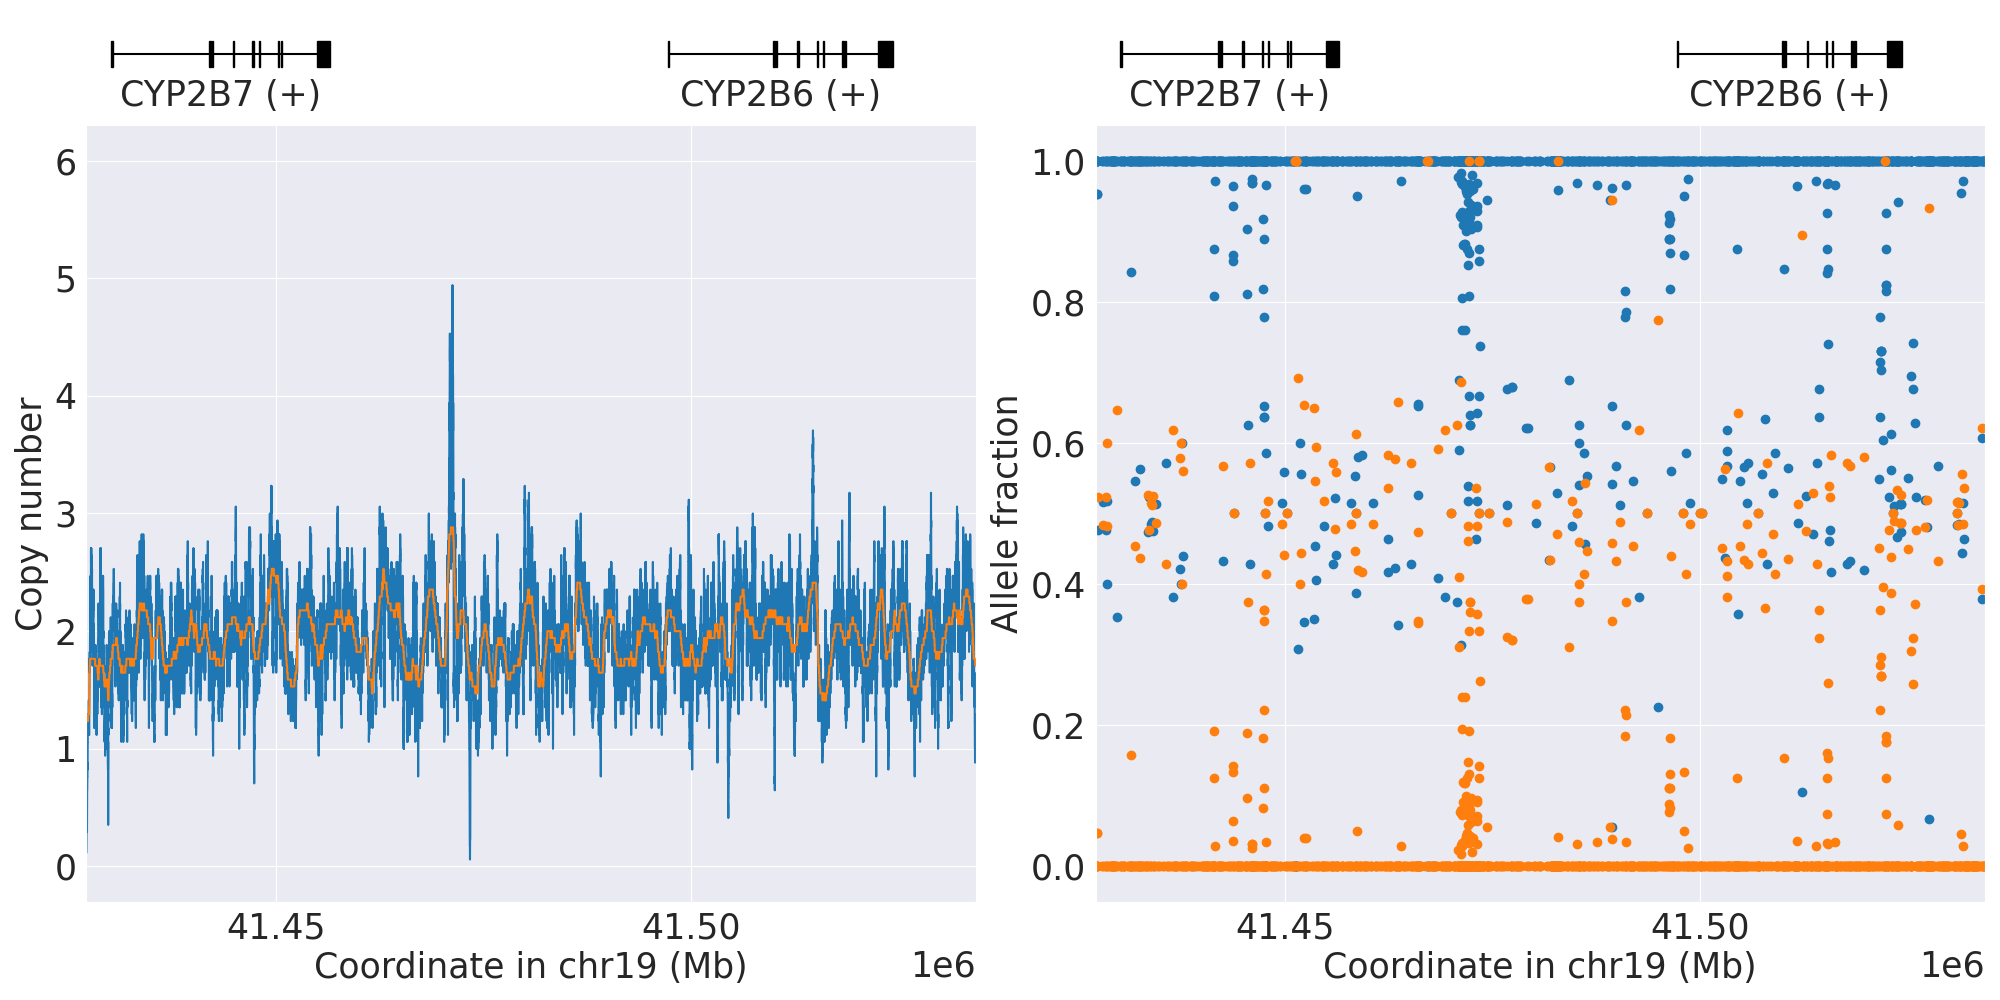 CYP2B7 (+) CYP2B6 (+)
6
5
4
3
2
1
0
Copy number
41.45 41.50
Coordinate in chr19 (Mb) 1e6
CYP2B7 (+) CYP2B6 (+)
1.0
0.8
0.6
0.4
0.2
0.0
Allele fraction
41.45 41.50
Coordinate in chr19 (Mb) 1e6